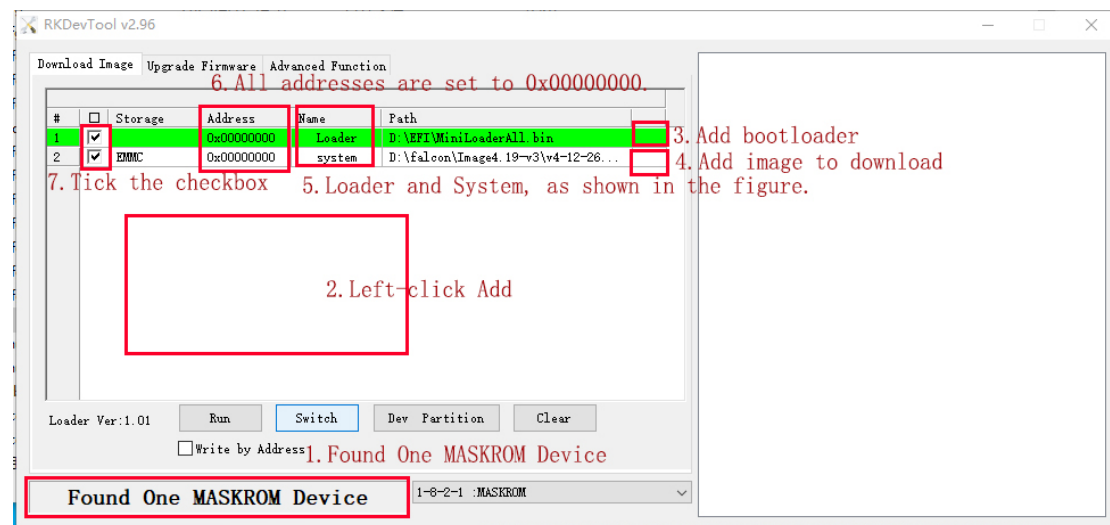 RKDevTool v2.96
Download Image Upgrade Firmware Advanced Function
6. All addresses are set to 0x00000000.
# Storage Address Name Path
1 0x00000000 Loader D:\EFI\MiniLoaderAll.bin
3. Add bootloader
2 EMMC 0x00000000 system D:\falcon\Image4.19-v3\v4-12-26...
4. Add image to download
7. Tick the checkbox
5. Loader and System, as shown in the figure.
2. Left-click Add
Loader Ver:1.01 Run Switch Dev Partition Clear
Write by Address
1. Found One MASKROM Device
Found One MASKROM Device
1-8-2-1 :MASKROM